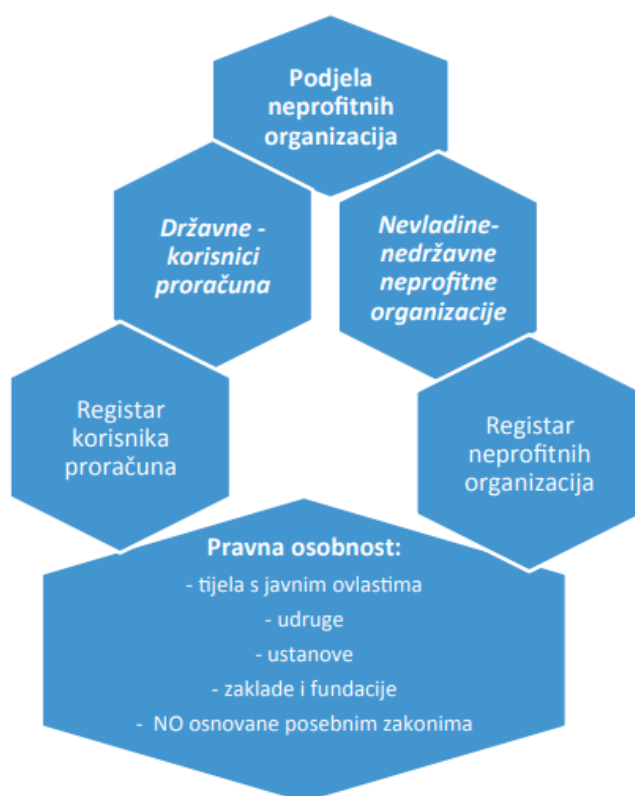 Podjela
neprofitnih
organizacija
Državne -
korisnici
proračuna
Nevladine-
nedržavne
neprofitne
organizacije
Registar
korisnika
proračuna
Registar
neprofitnih
organizacija
Pravna osobnost:
- tijela s javnim ovlastima
- udruge
- ustanove
- zaklade i fundacije
- NO osnovane posebnim zakonima